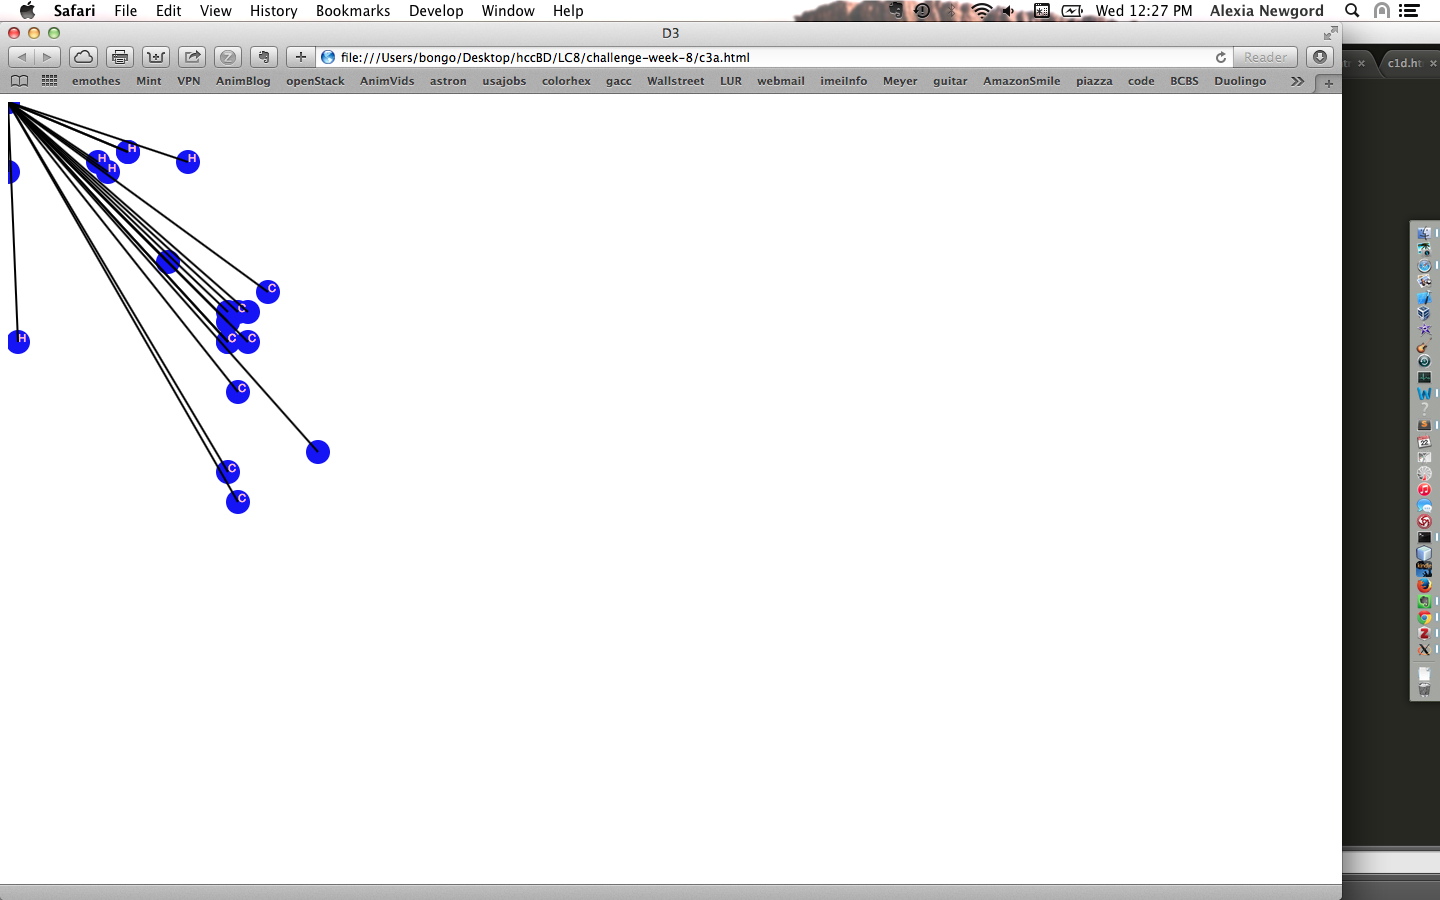 Safari File Edit View History Bookmarks Develop Window Help Wed 12:27 PM Alexia Newgord
D3
file:///Users/bongo/Desktop/hccBD/LC8/challenge-week-8/c3a.html Reader
emothes Mint VPN AnimBlog openStack AnimVids astron usajobs colorhex gacc Wallstreet LUR webmail imeiInfo Meyer guitar AmazonSmile piazza code BCBS Duolingo
c1d.ht
H
H H
H
C
C
C C
H
C
C
C